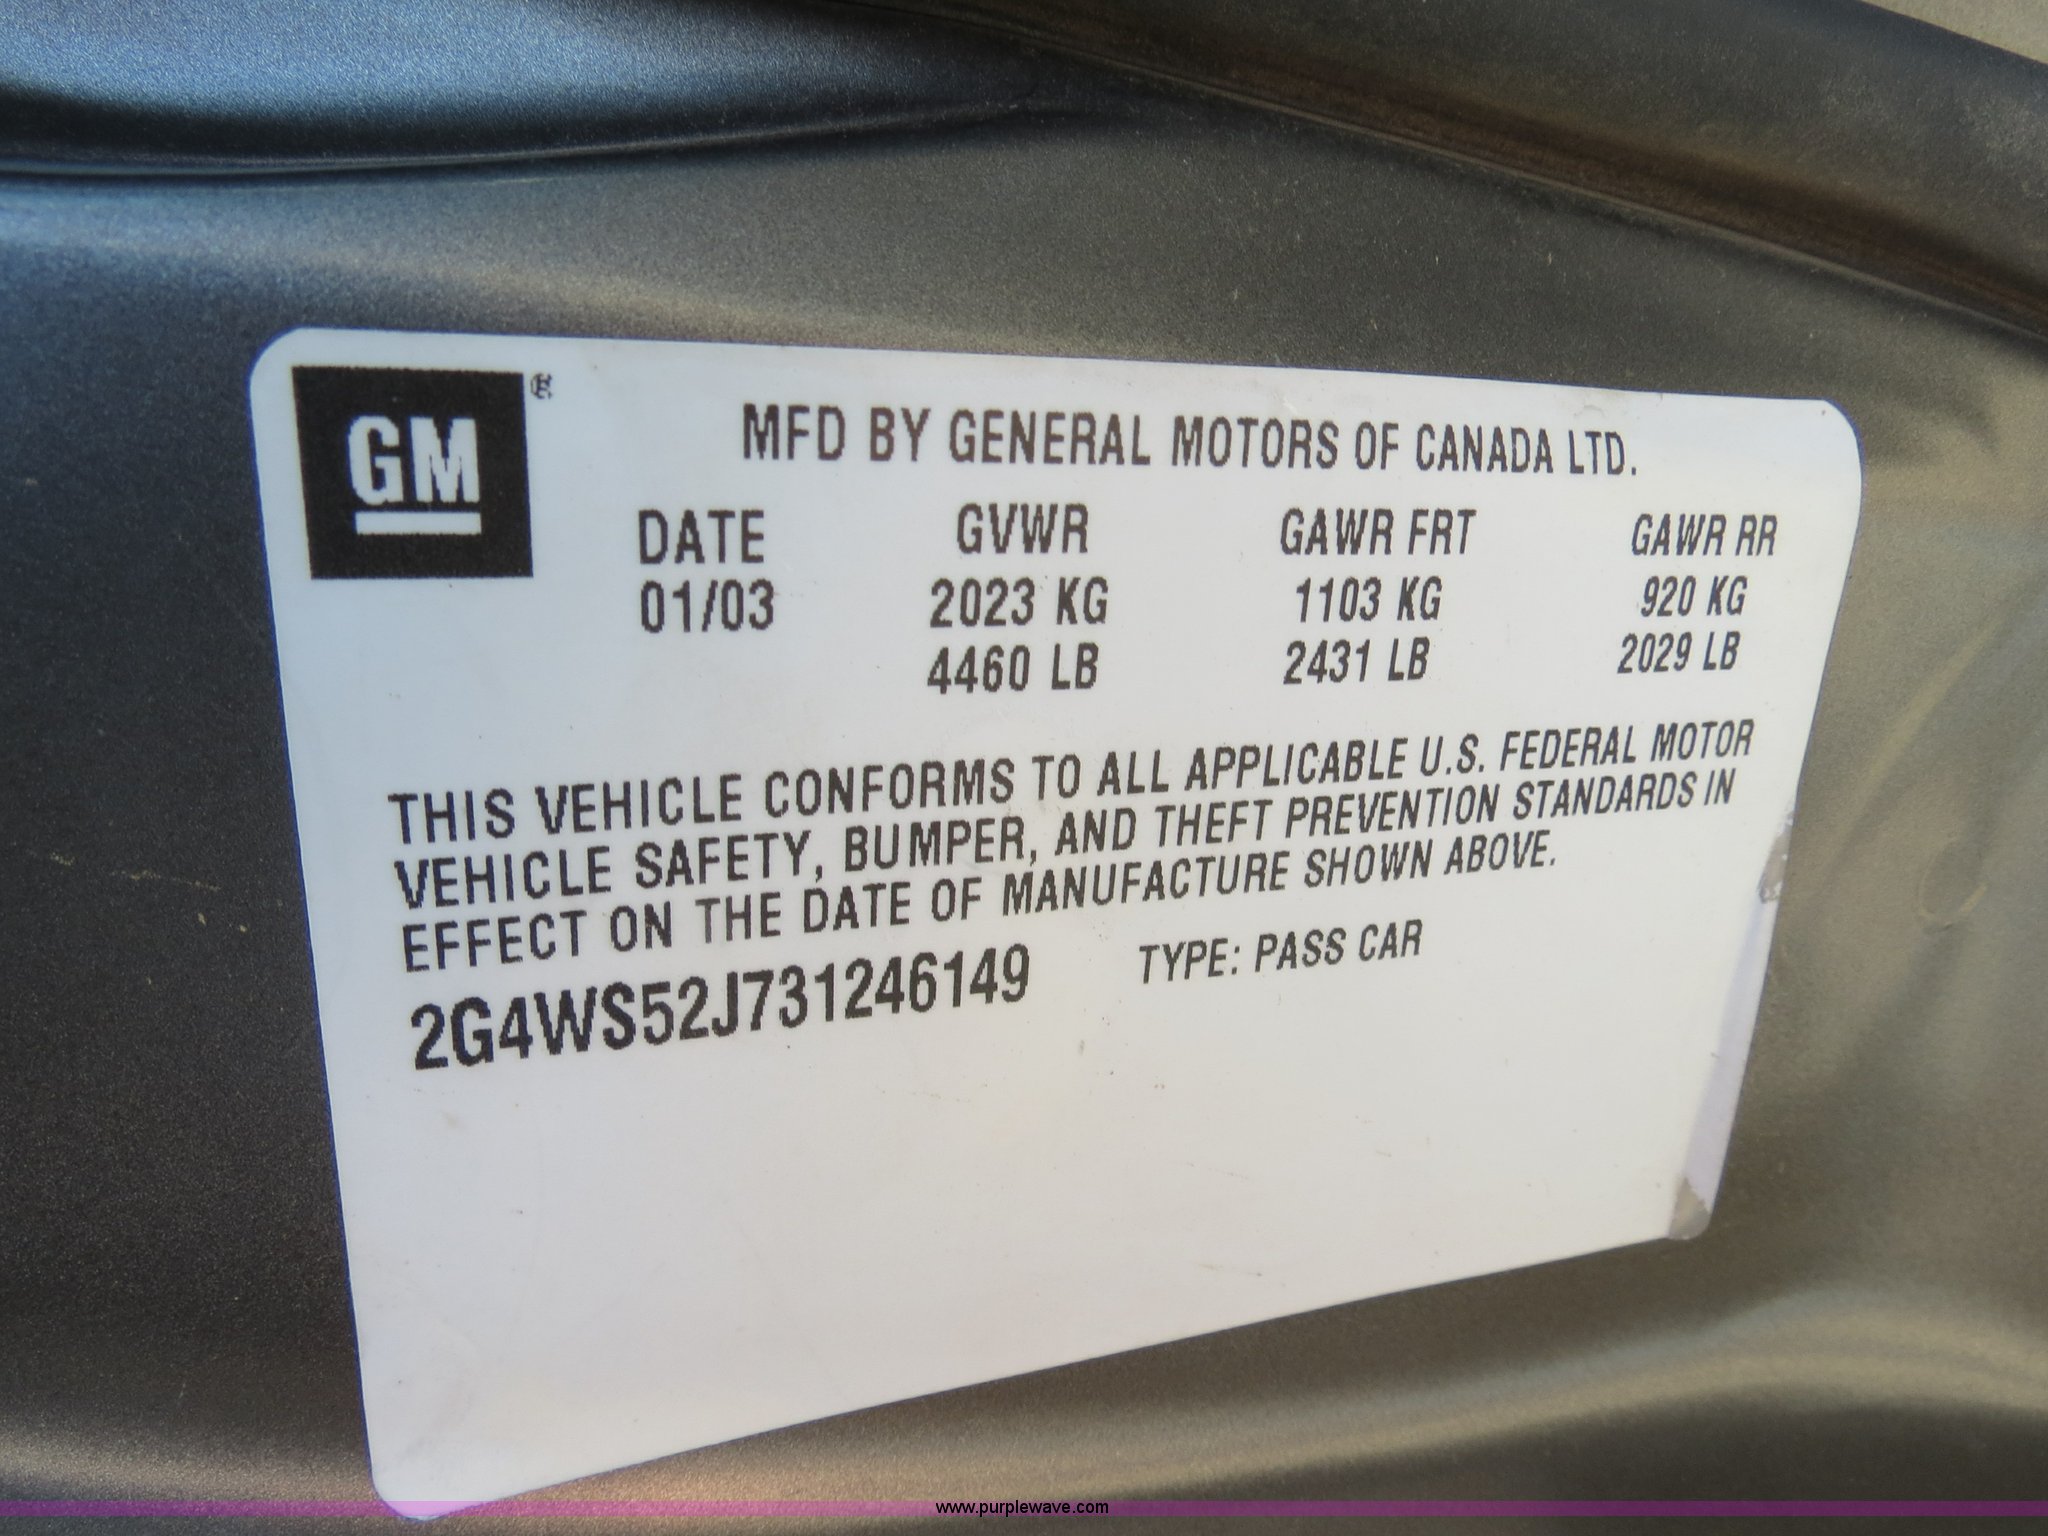 GM®
MFD BY GENERAL MOTORS OF CANADA LTD.
DATE GVWR GAWR FRT GAWR RR
01/03 2023 KG 1103 KG 920 KG
4460 LB 2431 LB 2029 LB
THIS VEHICLE CONFORMS TO ALL APPLICABLE U.S. FEDERAL MOTOR
VEHICLE SAFETY, BUMPER, AND THEFT PREVENTION STANDARDS IN
EFFECT ON THE DATE OF MANUFACTURE SHOWN ABOVE.
2G4WS52J731246149 TYPE: PASS CAR
www.purplewave.com